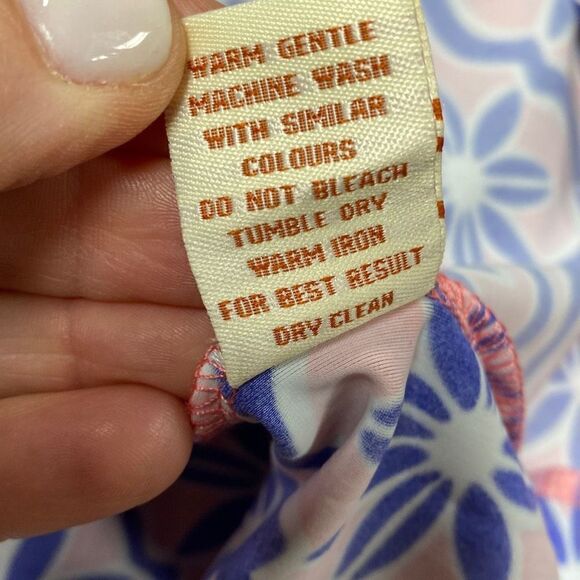 WARM GENTLE
MACHINE WASH
WITH SIMILAR
COLOURS
DO NOT BLEACH
TUMBLE DRY
WARM IRON
FOR BEST RESULT
DRY CLEAN